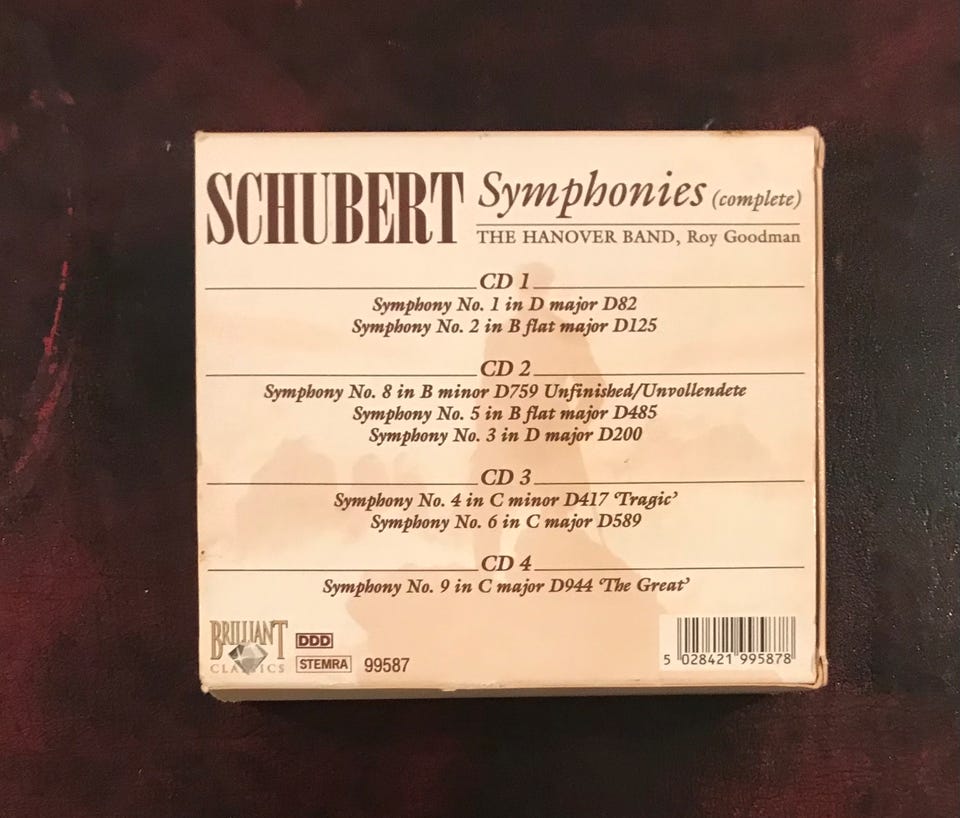 SCHUBERT Symphonies (complete)
THE HANOVER BAND, Roy Goodman
CD 1
Symphony No. 1 in D major D82
Symphony No. 2 in B flat major D125
CD 2
Symphony No. 8 in B minor D759 Unfinished/Unvollendete
Symphony No. 5 in B flat major D485
Symphony No. 3 in D major D200
CD 3
Symphony No. 4 in C minor D417 ‘Tragic’
Symphony No. 6 in C major D589
CD 4
Symphony No. 9 in C major D944 ‘The Great’
BRILLIANT
CLASSICS
DDD
STEMRA 99587
5 028421 995878